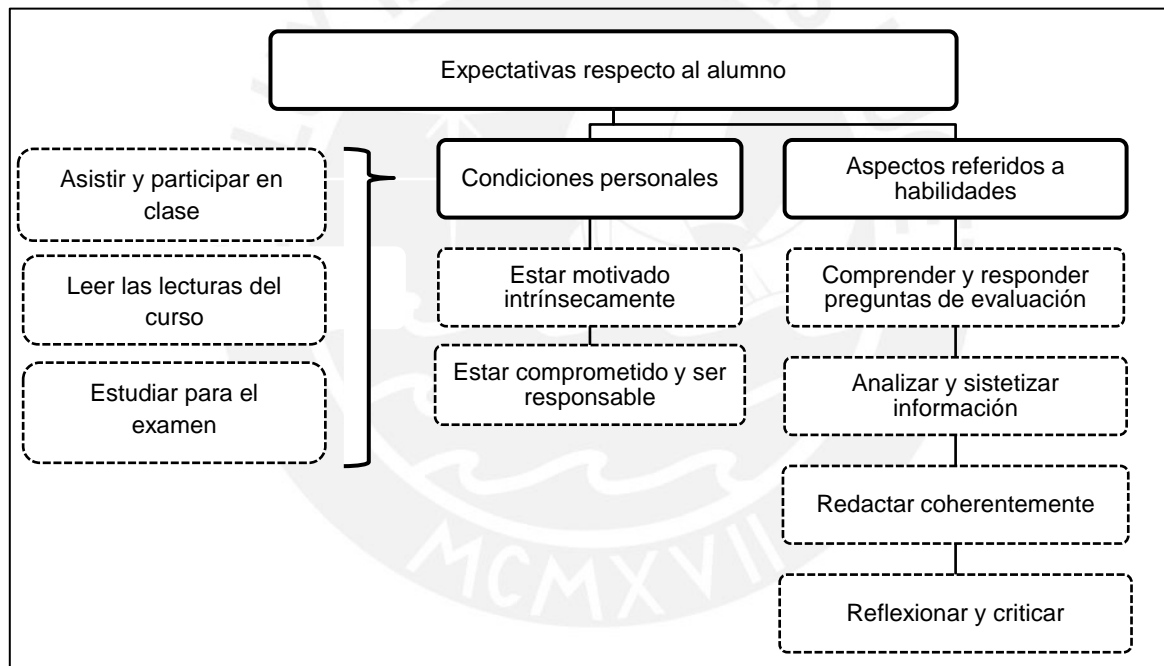 Expectativas respecto al alumno
Asistir y participar en
clase
Leer las lecturas del
curso
Estudiar para el
examen
Condiciones personales
Estar motivado
intrínsecamente
Estar comprometido y ser
responsable
Aspectos referidos a
habilidades
Comprender y responder
preguntas de evaluación
Analizar y sistetizar
información
Redactar coherentemente
Reflexionar y criticar
MCMXVII